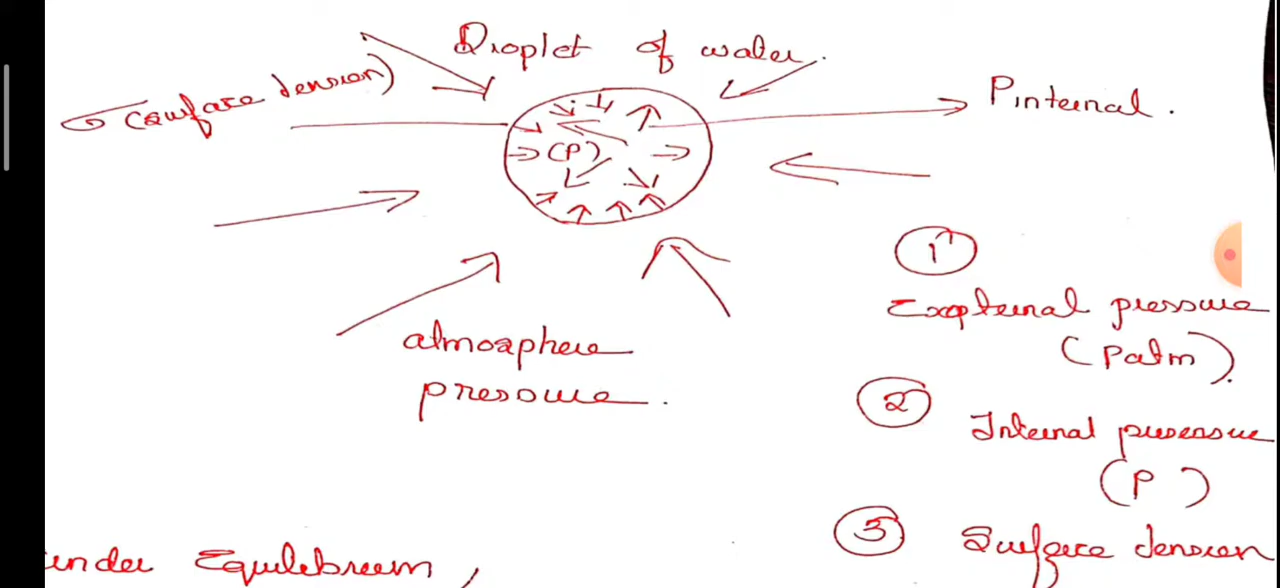 Droplet of water.
σ (surface tension)
Pinternal.
(P)
1
External pressure
(Patm).
atmosphere
pressure.
2
Internal pressure
(P)
3
Surface tension
under Equilibreem,